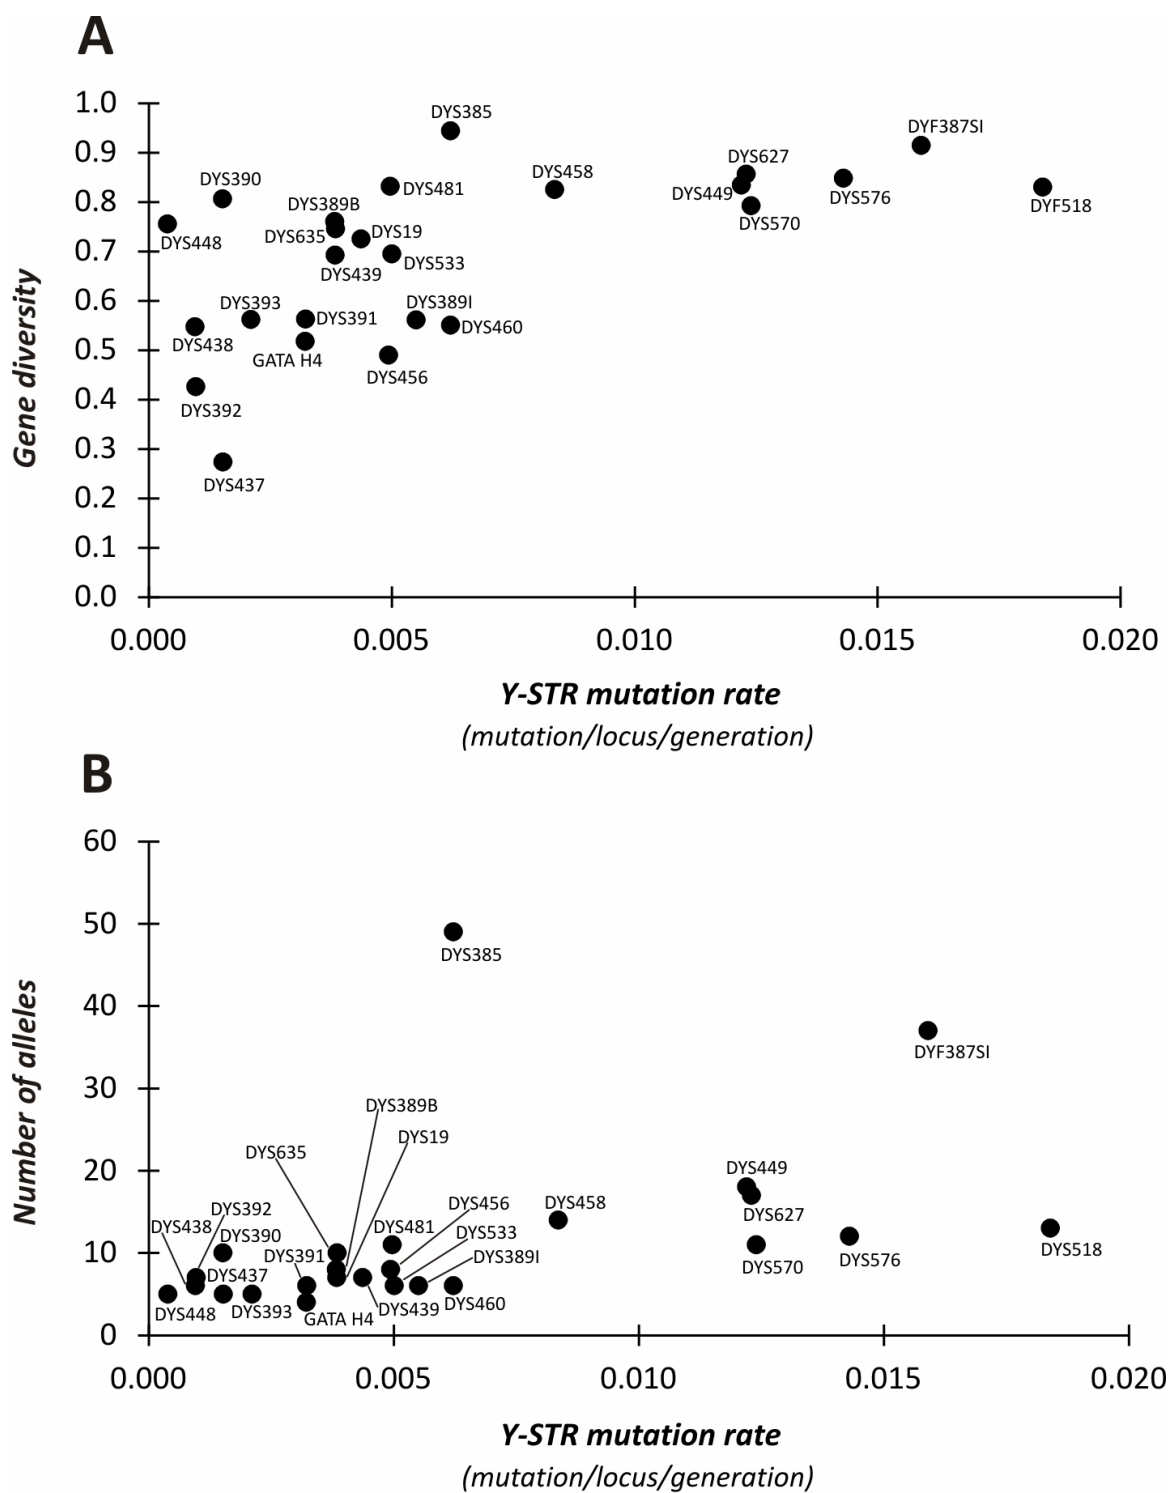 A
1.0
0.9
0.8
0.7
0.6
0.5
0.4
0.3
0.2
0.1
0.0
Gene diversity
DYS385
DYF387SI
DYS627
DYS458
DYS390
DYS481
DYS449
DYS576
DYS389B
DYF518
DYS570
DYS19
DYS635
DYS448
DYS533
DYS439
DYS393
DYS389I
DYS391
DYS460
DYS438
GATA H4
DYS456
DYS392
DYS437
0.000
0.005
0.010
0.015
0.020
Y-STR mutation rate
(mutation/locus/generation)
B
60
50
40
30
20
10
0
Number of alleles
DYS385
DYF387SI
DYS389B
DYS19
DYS635
DYS449
DYS456
DYS458
DYS392
DYS627
DYS438
DYS481
DYS533
DYS390
DYS518
DYS391
DYS389I
DYS576
DYS570
DYS437
DYS460
DYS439
DYS393
DYS448
GATA H4
0.000
0.005
0.010
0.015
0.020
Y-STR mutation rate
(mutation/locus/generation)